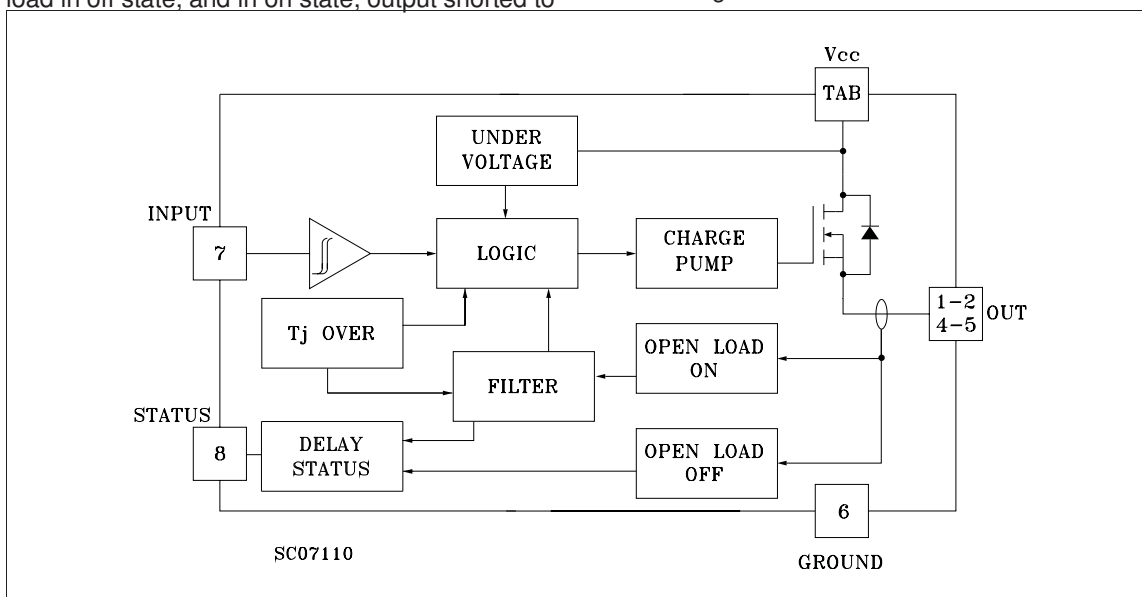 load in off state, and in on state, output shorted to
Vcc
TAB
UNDER
VOLTAGE
INPUT
7
LOGIC
CHARGE
PUMP
1-2
4-5
OUT
Tj OVER
OPEN LOAD
ON
FILTER
STATUS
8
DELAY
STATUS
OPEN LOAD
OFF
6
SC07110
GROUND